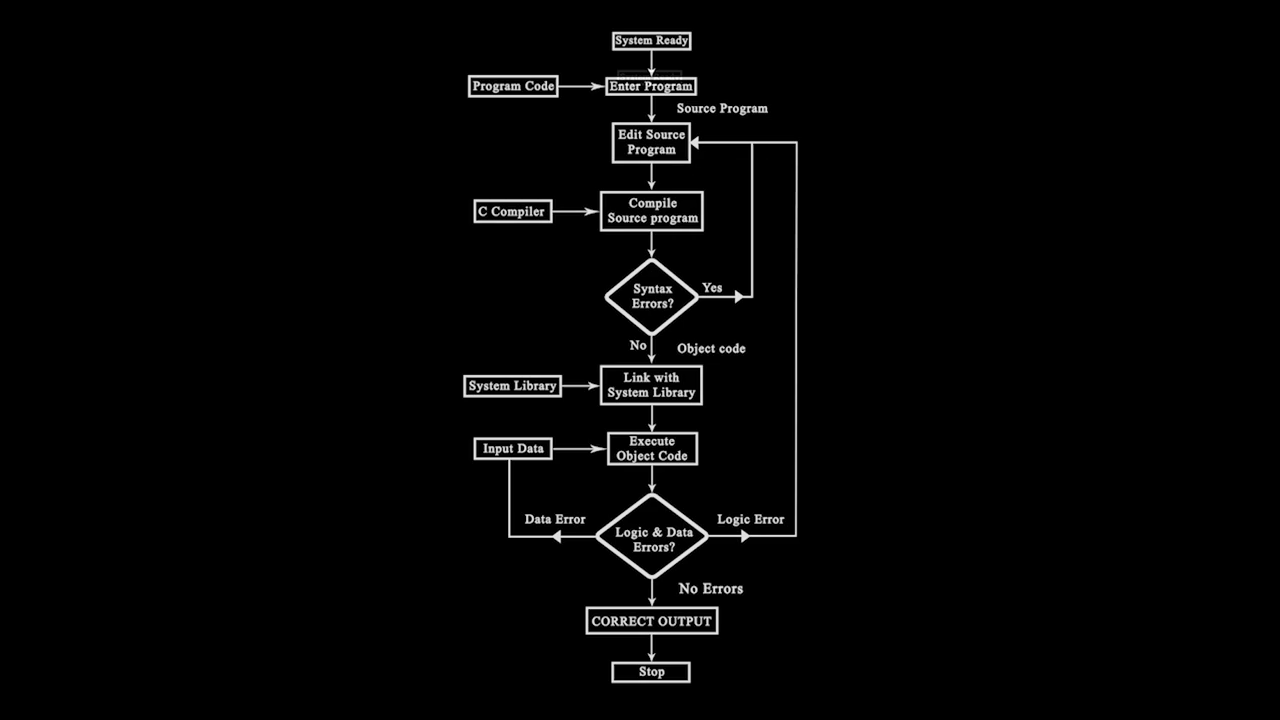 System Ready
Program Code
Enter Program
Source Program
Edit Source
Program
C Compiler
Compile
Source program
Syntax
Errors?
Yes
No
Object code
System Library
Link with
System Library
Input Data
Execute
Object Code
Data Error
Logic & Data
Errors?
Logic Error
No Errors
CORRECT OUTPUT
Stop